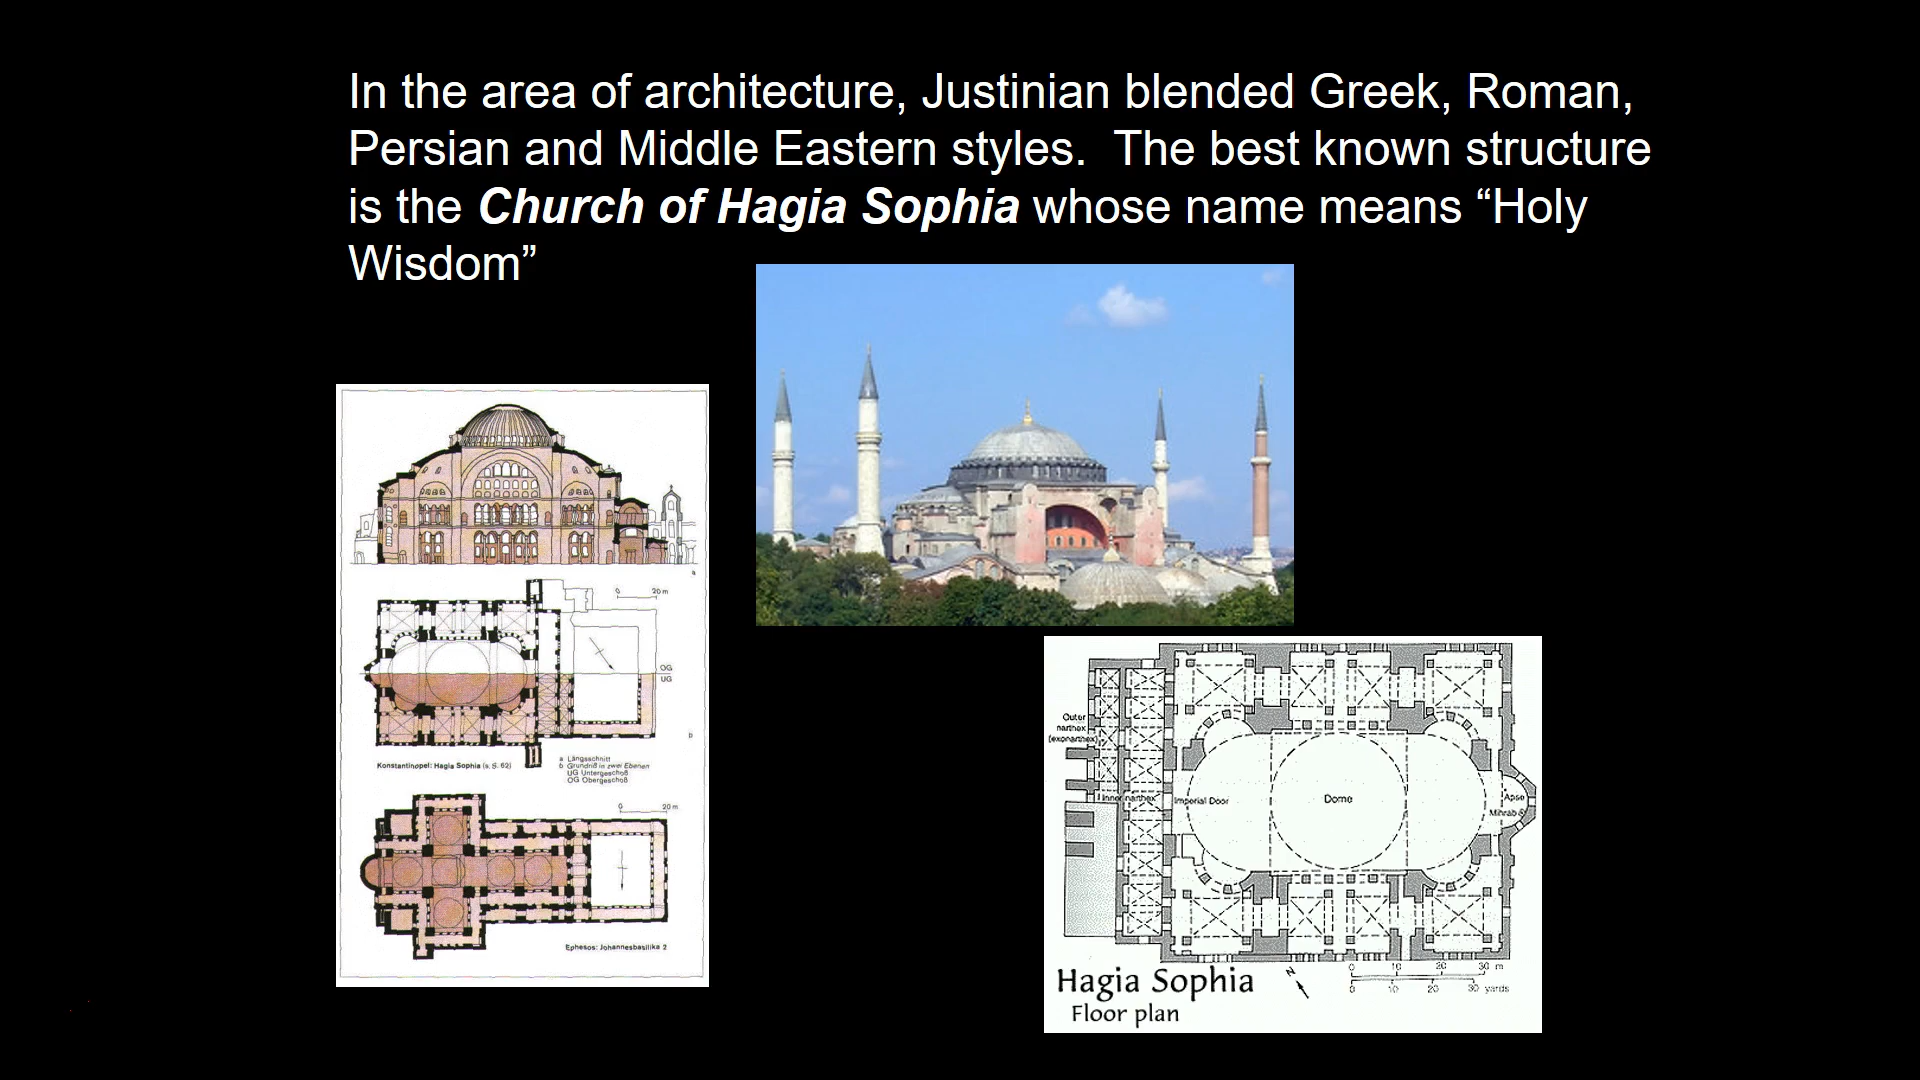 In the area of architecture, Justinian blended Greek, Roman,
Persian and Middle Eastern styles.  The best known structure
is the Church of Hagia Sophia whose name means “Holy
Wisdom”
a
0 20 m
OG
UG
b
Konstantinopel: Hagia Sophia (s. S. 62)
a Längsschnitt
b Grundriß in zwei Ebenen
UG Untergeschoß
OG Obergeschoß
0 20 m
Ephesos: Johannesbasilika 2
Outer
narthex
(exonarthex)
Inner narthex
Imperial Door
Dome
Apse
Mihrab
Hagia Sophia
Floor plan
N
0 10 20 30 m
0 10 20 30 yards